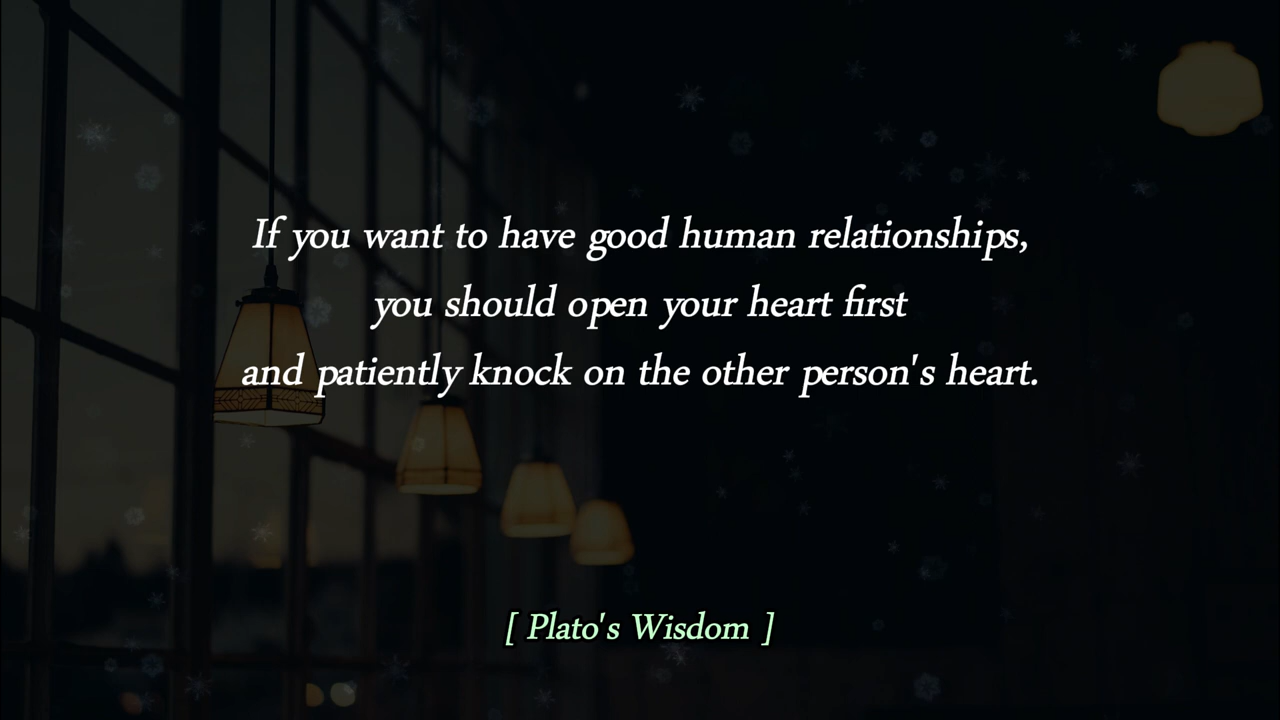 If you want to have good human relationships,
you should open your heart first
and patiently knock on the other person's heart.
[ Plato's Wisdom ]